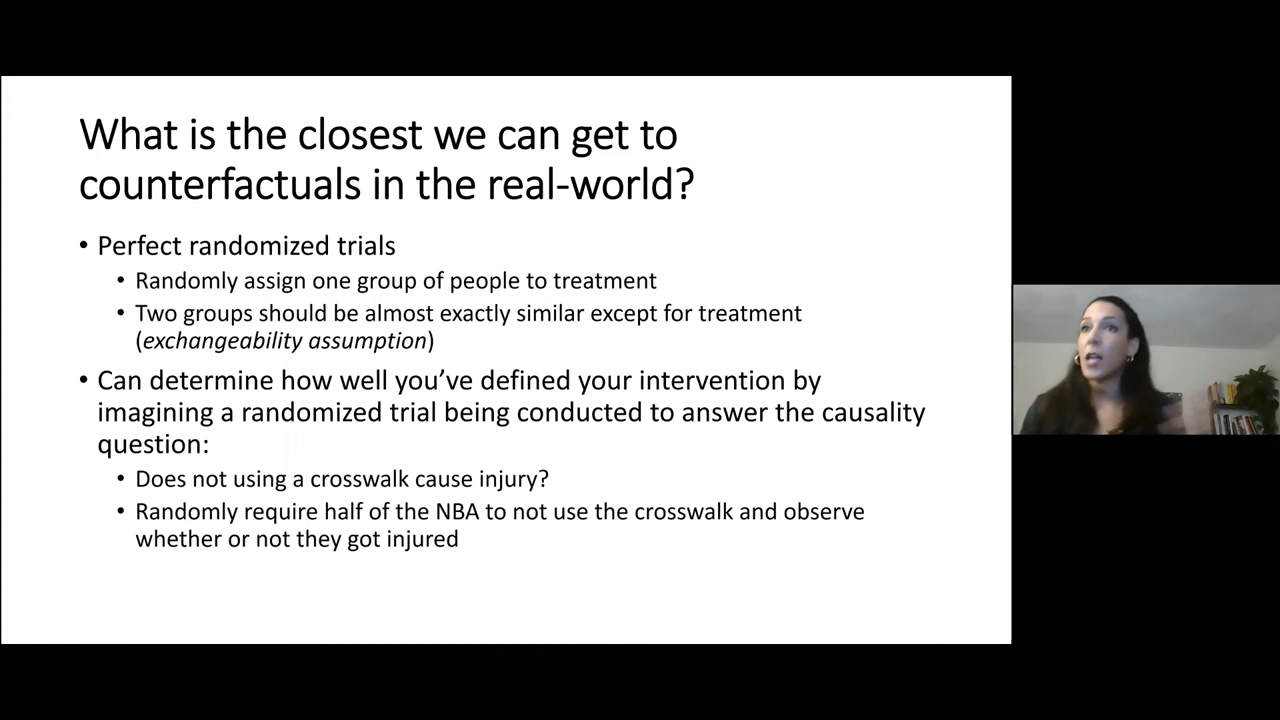 What is the closest we can get to
counterfactuals in the real-world?
• Perfect randomized trials
• Randomly assign one group of people to treatment
• Two groups should be almost exactly similar except for treatment
(exchangeability assumption)
• Can determine how well you’ve defined your intervention by
imagining a randomized trial being conducted to answer the causality
question:
• Does not using a crosswalk cause injury?
• Randomly require half of the NBA to not use the crosswalk and observe
whether or not they got injured